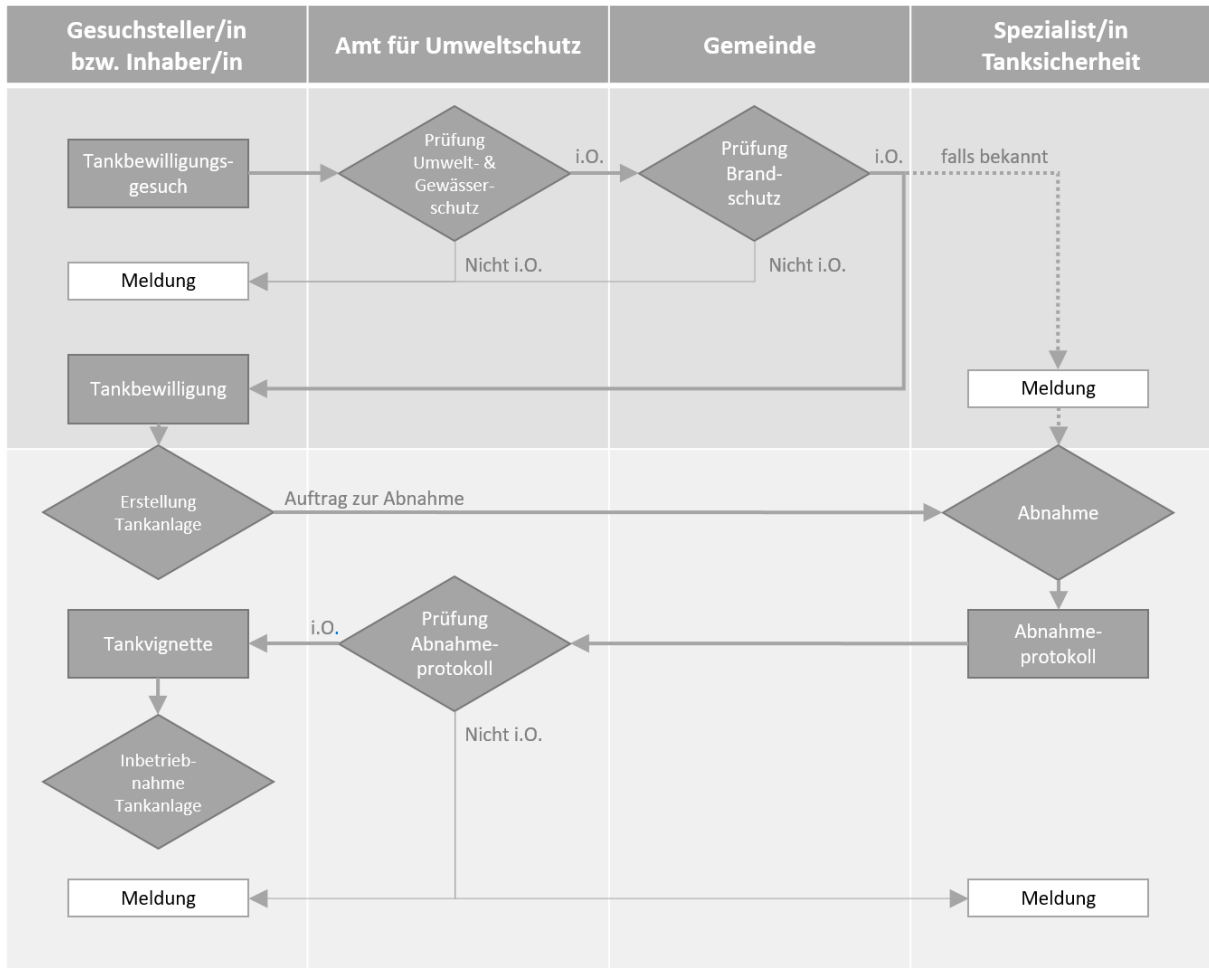 Gesuchsteller/in
bzw. Inhaber/in
Amt für Umweltschutz
Gemeinde
Spezialist/in
Tanksicherheit
Tankbewilligungs-
gesuch
Prüfung
Umwelt- &
Gewässer-
schutz
i.O.
Prüfung
Brand-
schutz
i.O.
falls bekannt
Nicht i.O.
Nicht i.O.
Meldung
Tankbewilligung
Meldung
Erstellung
Tankanlage
Auftrag zur Abnahme
Abnahme
Tankvignette
i.O.
Prüfung
Abnahme-
protokoll
Abnahme-
protokoll
Nicht i.O.
Inbetrieb-
nahme
Tankanlage
Meldung
Meldung